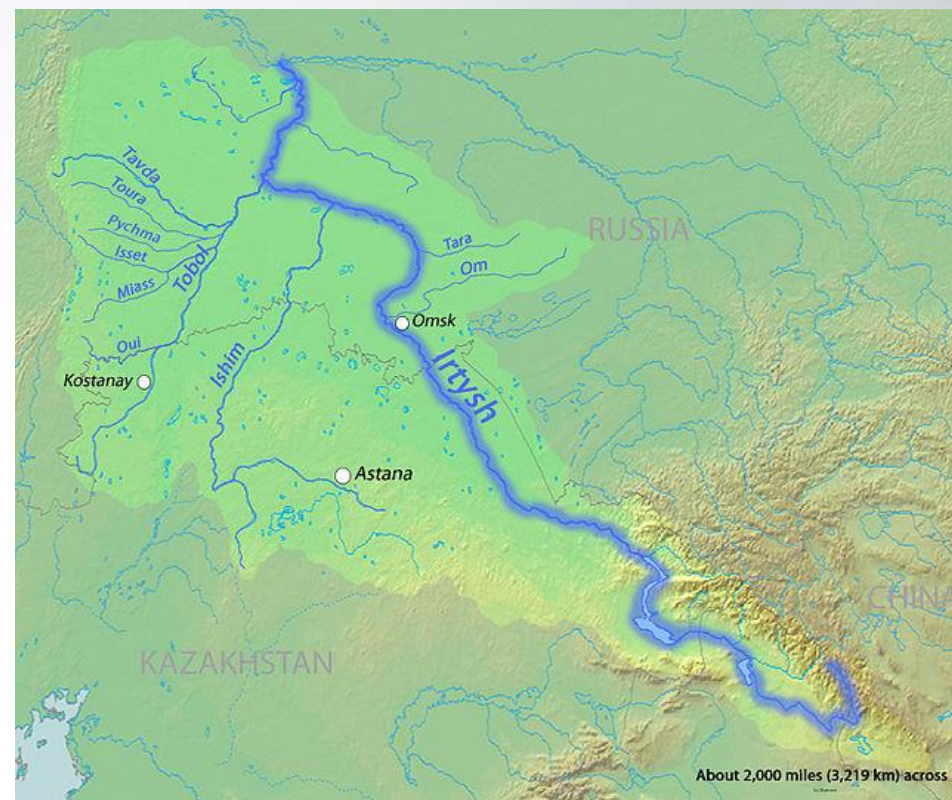 Tavda
Toura
Pychma
Isset
Miass
Tobol
Oui
Kostanay
Ishim
Astana
Tara
Om
Omsk
Irtysh
RUSSIA
KAZAKHSTAN
CHIN
About 2,000 miles (3,219 km) across